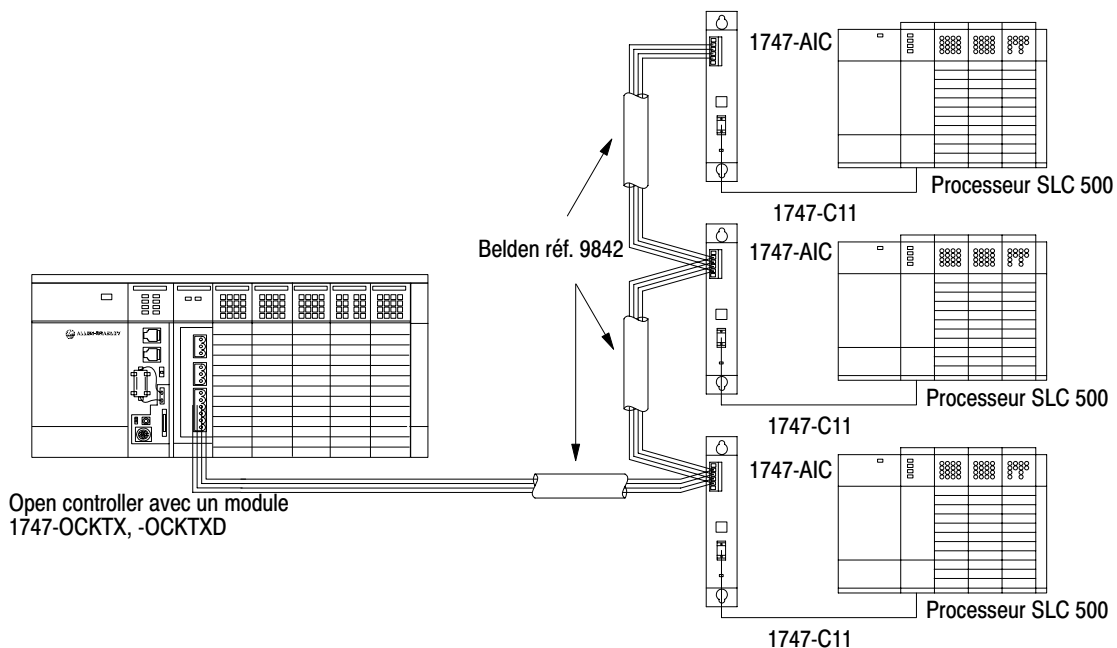 1747-AIC
Processeur SLC 500
1747-C11
Belden réf. 9842
1747-AIC
Processeur SLC 500
1747-C11
1747-AIC
Open controller avec un module
1747-OCKTX, -OCKTXD
Processeur SLC 500
1747-C11